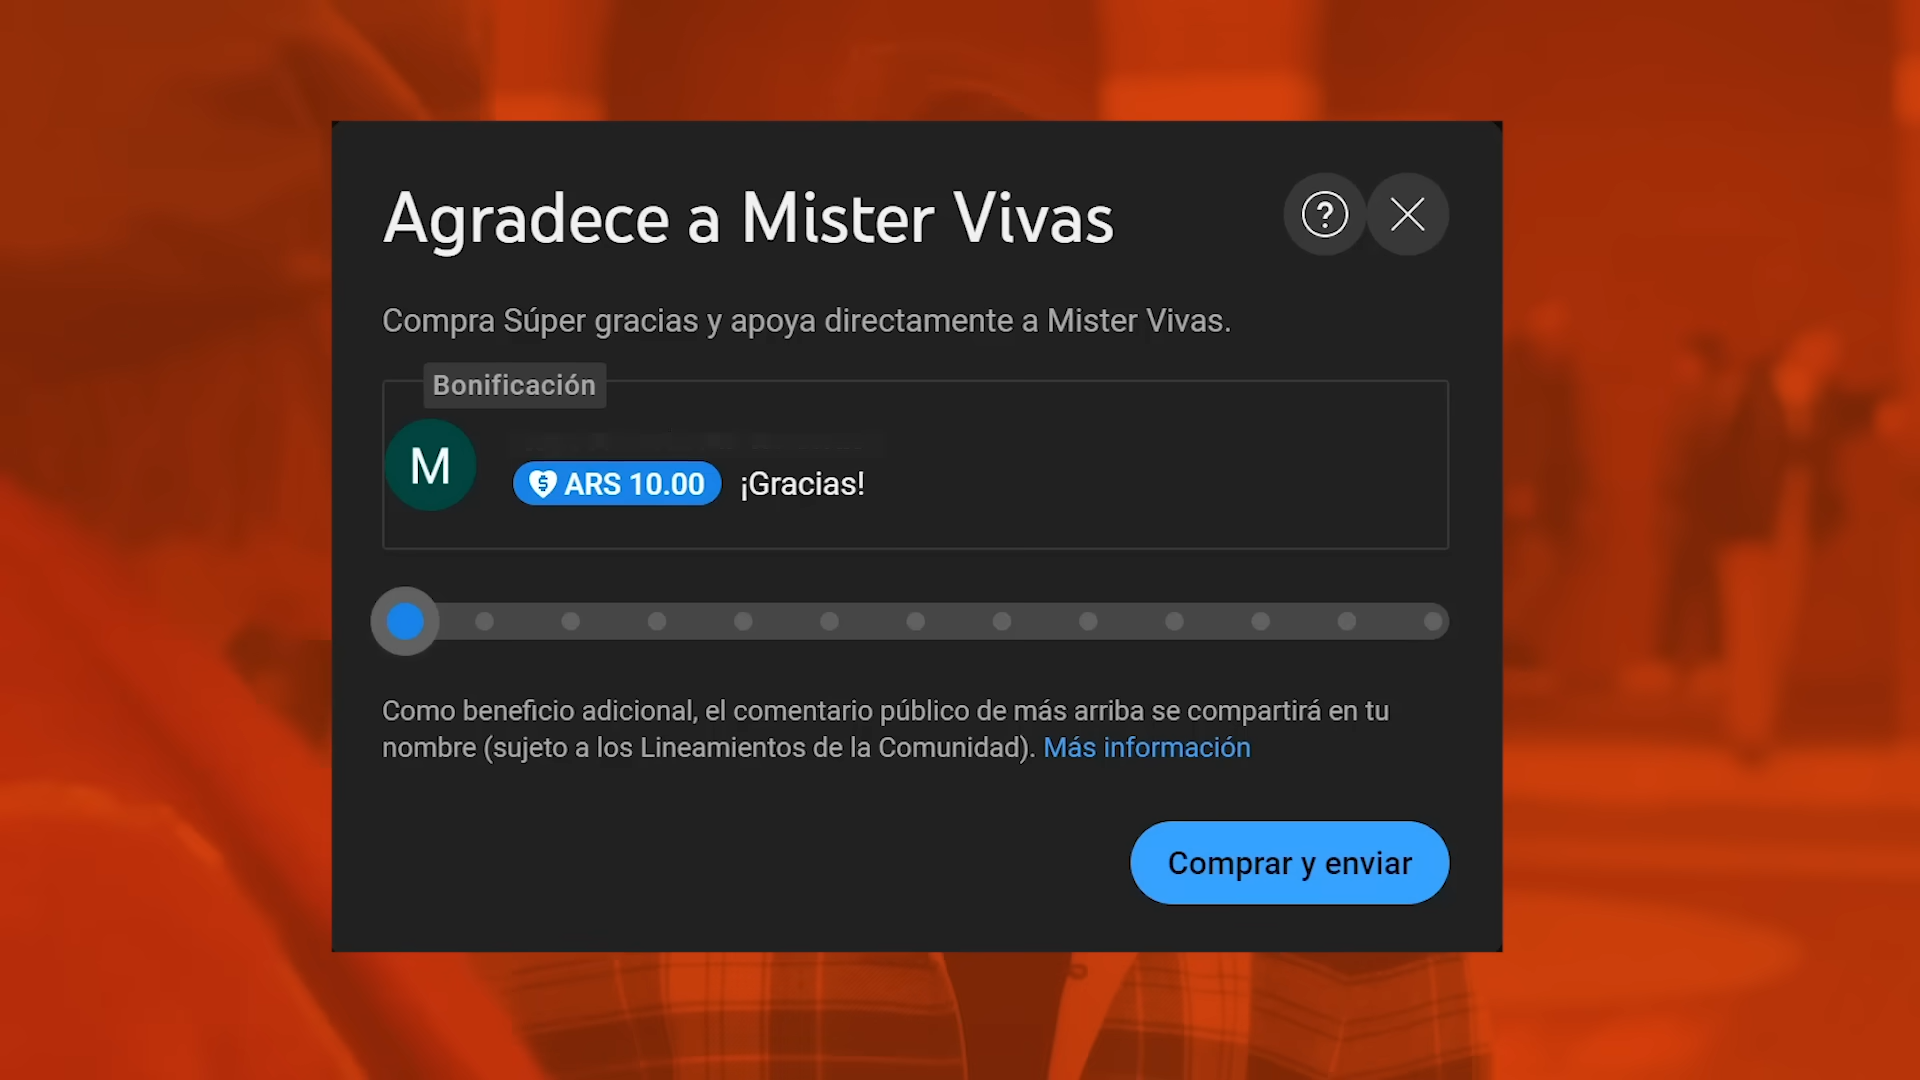 Agradece a Mister Vivas
Compra Súper gracias y apoya directamente a Mister Vivas.
Bonificación
M
ARS 10.00 ¡Gracias!
Como beneficio adicional, el comentario público de más arriba se compartirá en tu
nombre (sujeto a los Lineamientos de la Comunidad). Más información
Comprar y enviar